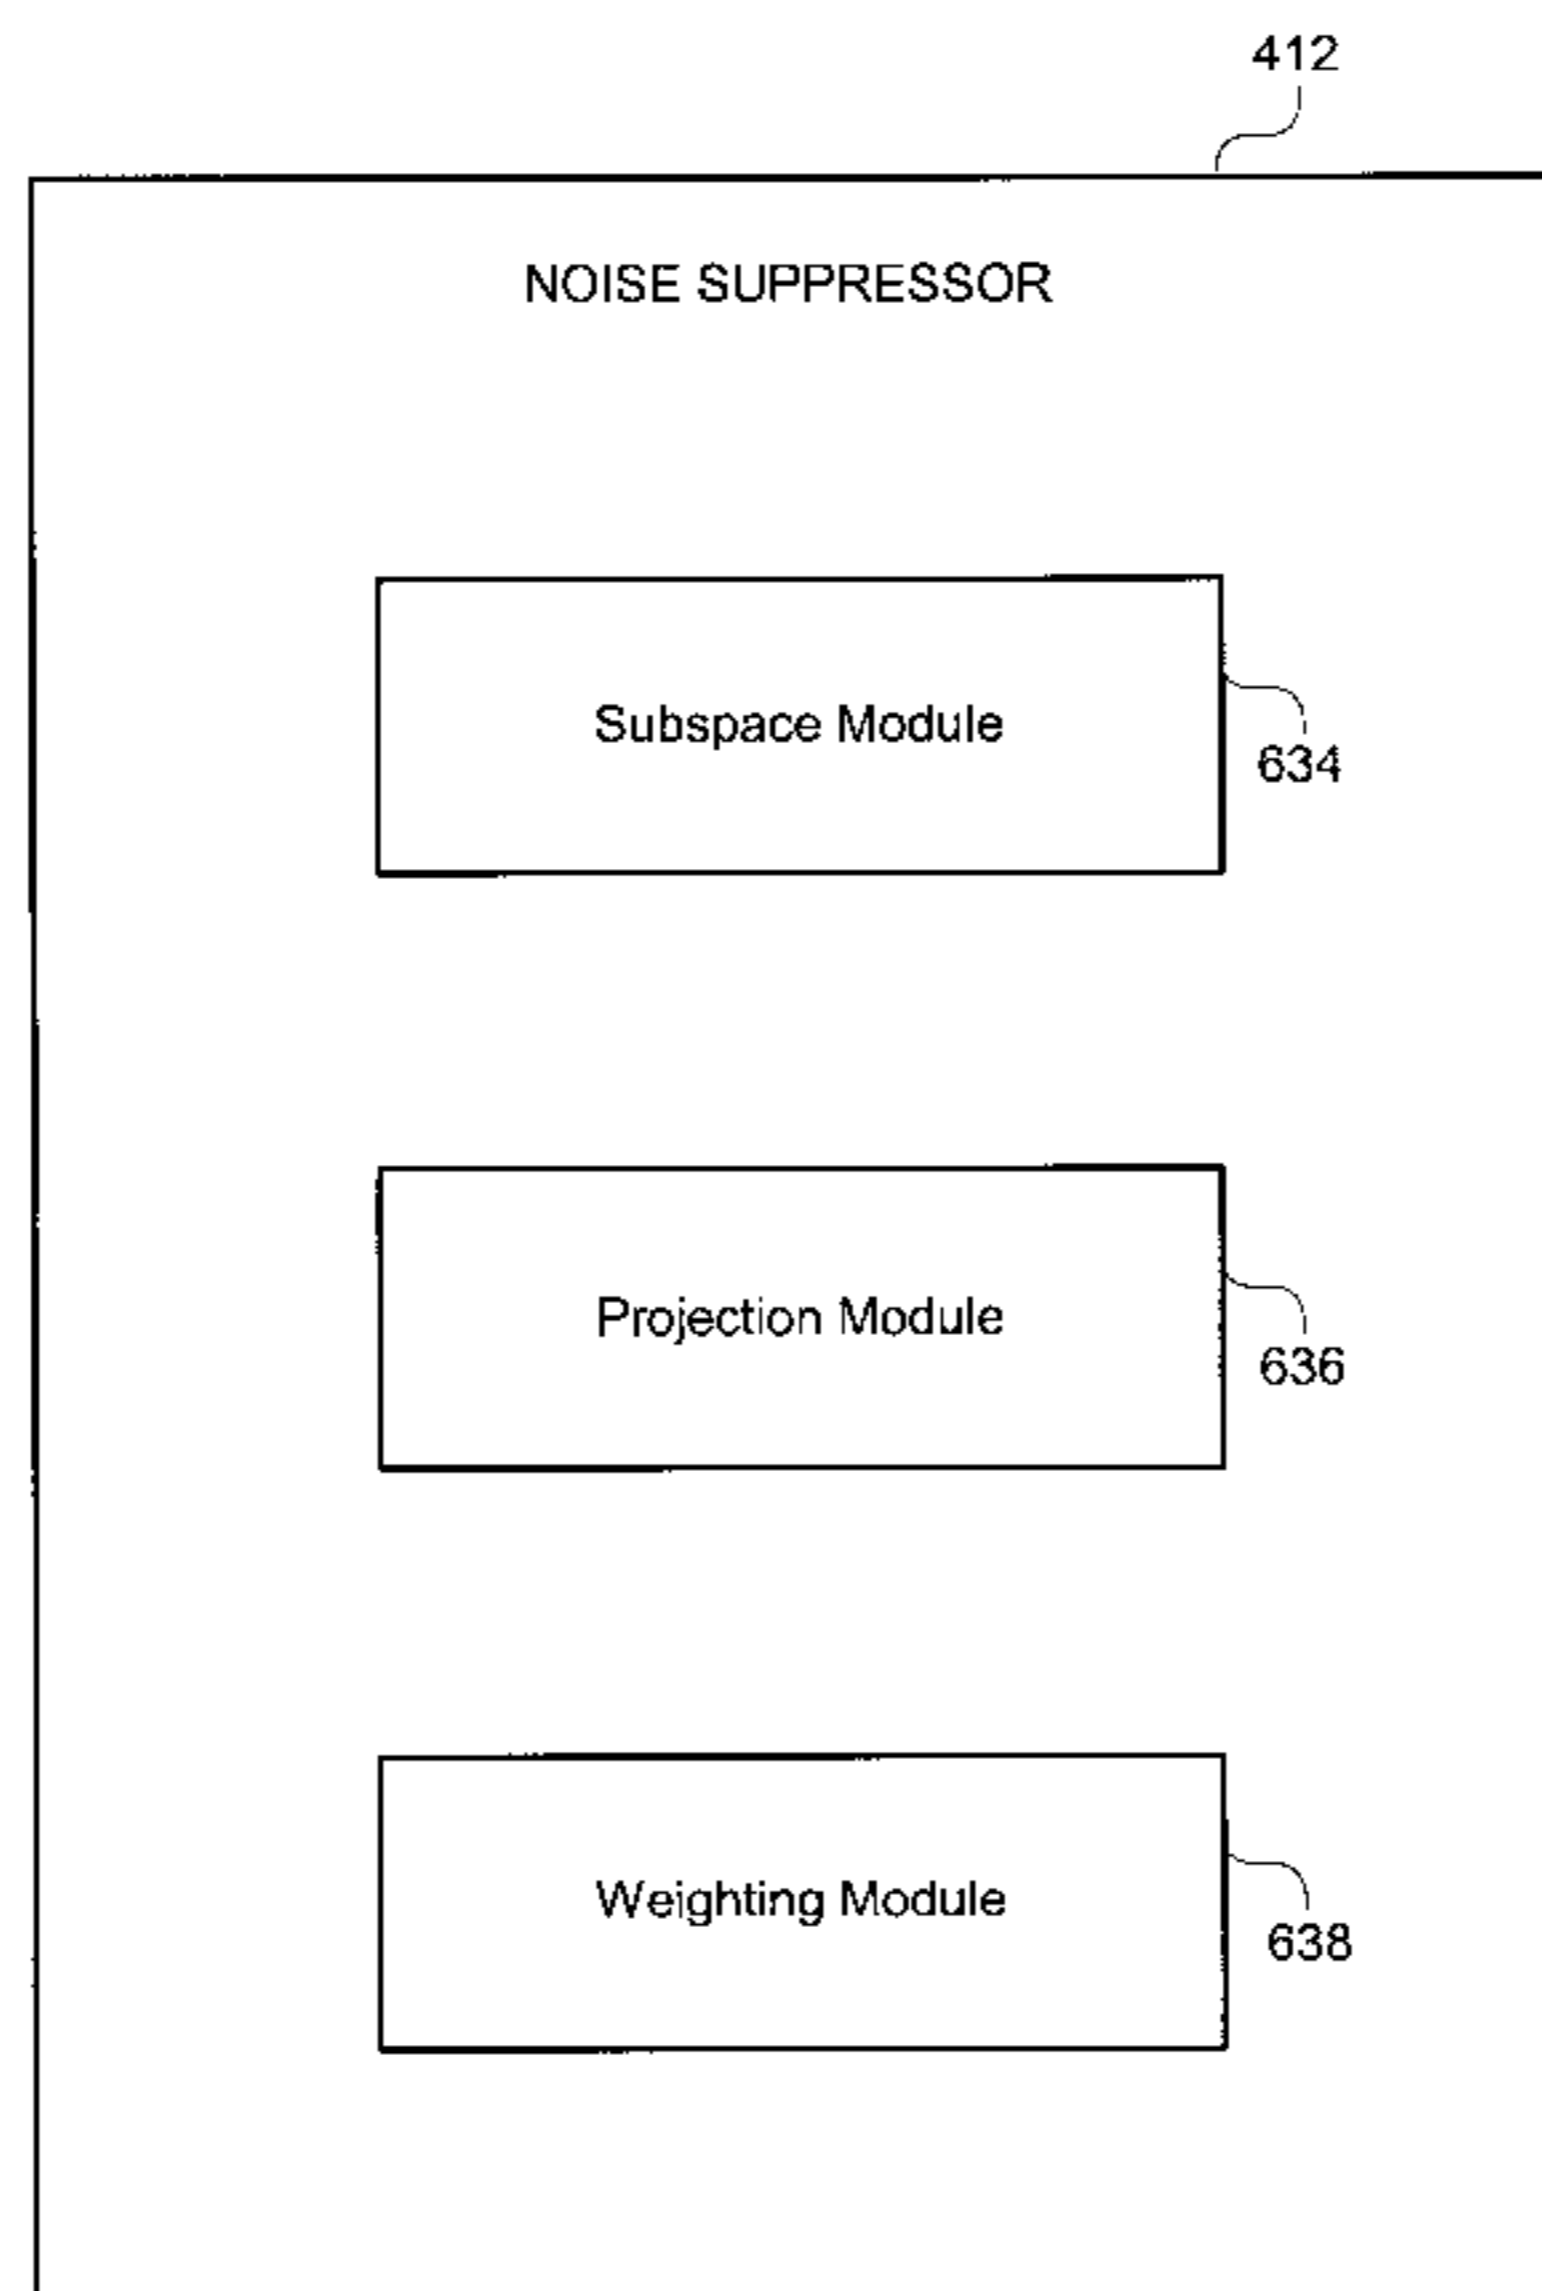 412
NOISE SUPPRESSOR
Subspace Module
634
Projection Module
636
Weighting Module
638